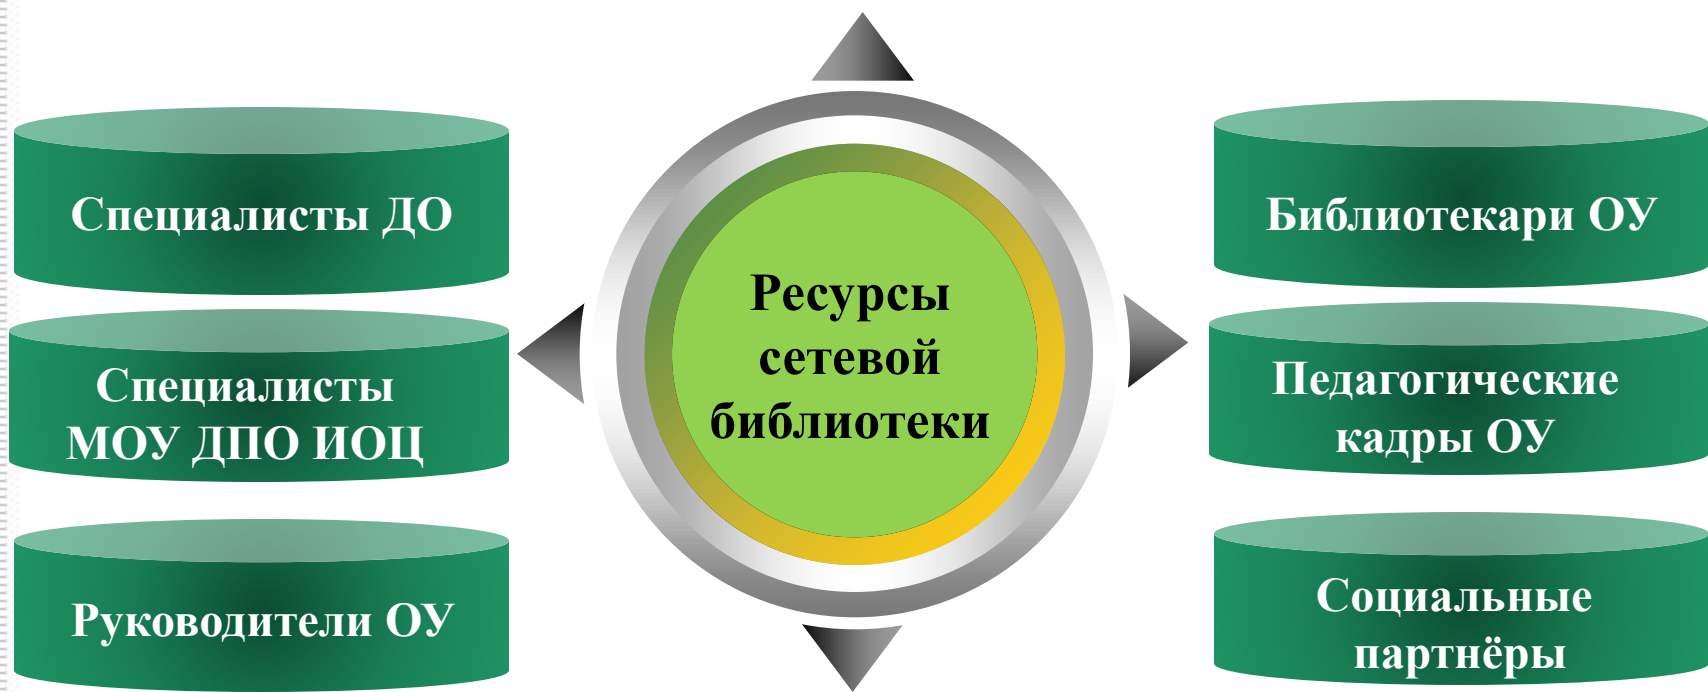 Специалисты ДО
Специалисты
МОУ ДПО ИОЦ
Руководители ОУ
Ресурсы
сетевой
библиотеки
Библиотекари ОУ
Педагогические
кадры ОУ
Социальные
партнёры